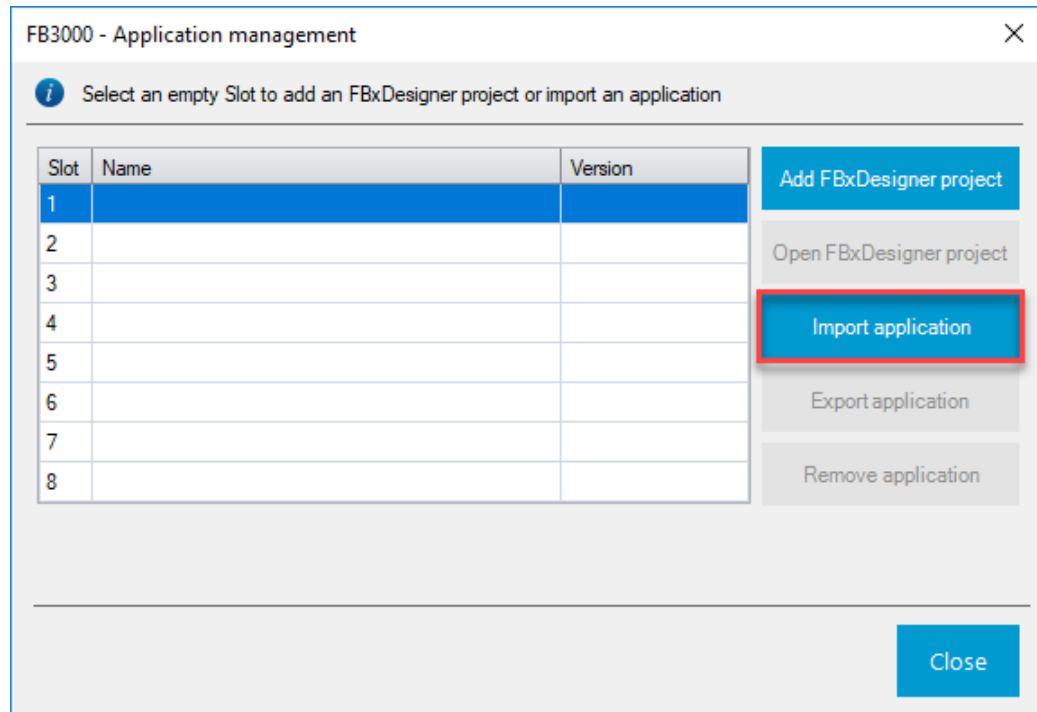 FB3000 - Application management
i Select an empty Slot to add an FBxDesigner project or import an application
Slot Name Version
1
2
3
4
5
6
7
8
Add FBxDesigner project
Open FBxDesigner project
Import application
Export application
Remove application
Close